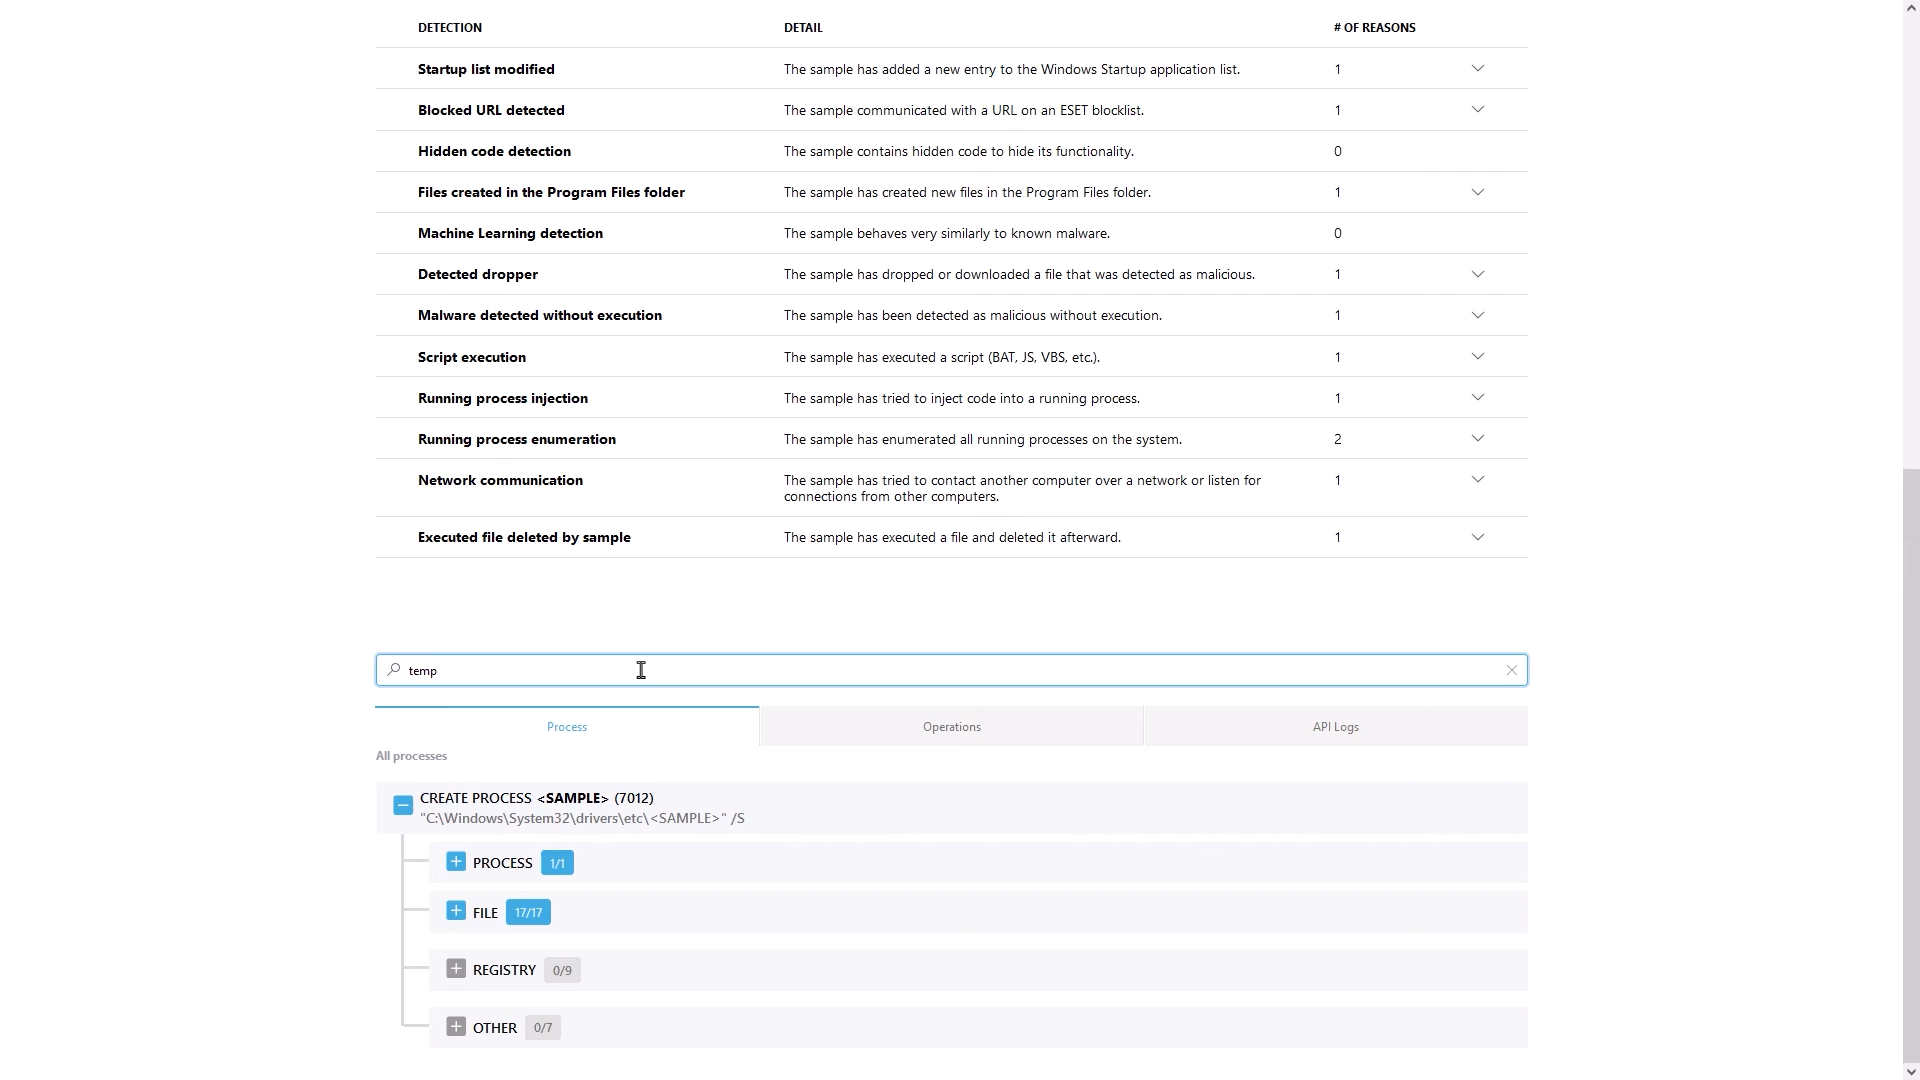 DETECTION DETAIL # OF REASONS
Startup list modified The sample has added a new entry to the Windows Startup application list. 1
Blocked URL detected The sample communicated with a URL on an ESET blocklist. 1
Hidden code detection The sample contains hidden code to hide its functionality. 0
Files created in the Program Files folder The sample has created new files in the Program Files folder. 1
Machine Learning detection The sample behaves very similarly to known malware. 0
Detected dropper The sample has dropped or downloaded a file that was detected as malicious. 1
Malware detected without execution The sample has been detected as malicious without execution. 1
Script execution The sample has executed a script (BAT, JS, VBS, etc.). 1
Running process injection The sample has tried to inject code into a running process. 1
Running process enumeration The sample has enumerated all running processes on the system. 2
Network communication The sample has tried to contact another computer over a network or listen for 1
connections from other computers.
Executed file deleted by sample The sample has executed a file and deleted it afterward. 1
temp
Process Operations API Logs
All processes
CREATE PROCESS <SAMPLE> (7012)
"C:\Windows\System32\drivers\etc\<SAMPLE>" /S
PROCESS 1/1
FILE 17/17
REGISTRY 0/9
OTHER 0/7